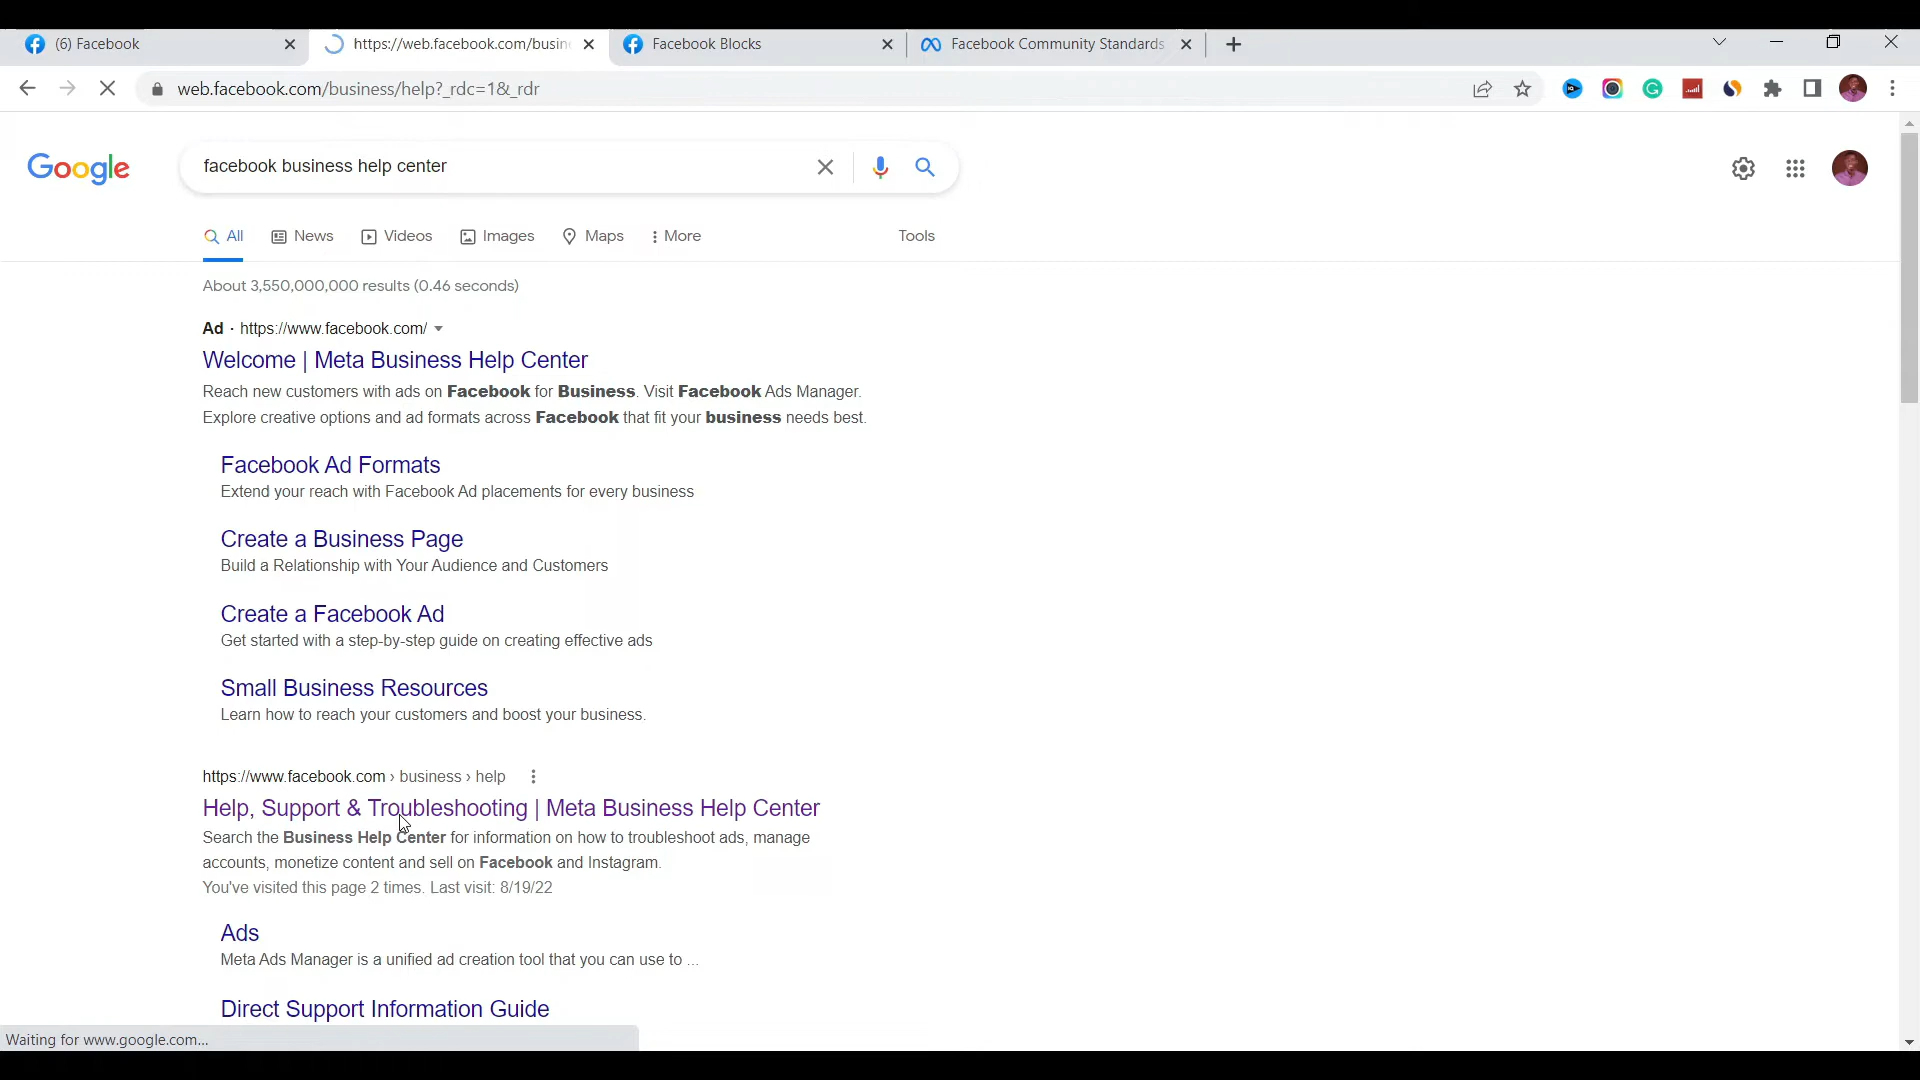 (6) Facebook
https://web.facebook.com/busin
Facebook Blocks
Facebook Community Standards
web.facebook.com/business/help?_rdc=1&_rdr
Google
facebook business help center
All
News
Videos
Images
Maps
More
Tools
About 3,550,000,000 results (0.46 seconds)
Ad · https://www.facebook.com/
Welcome | Meta Business Help Center
Reach new customers with ads on Facebook for Business. Visit Facebook Ads Manager.
Explore creative options and ad formats across Facebook that fit your business needs best.
Facebook Ad Formats
Extend your reach with Facebook Ad placements for every business
Create a Business Page
Build a Relationship with Your Audience and Customers
Create a Facebook Ad
Get started with a step-by-step guide on creating effective ads
Small Business Resources
Learn how to reach your customers and boost your business.
https://www.facebook.com › business › help
Help, Support & Troubleshooting | Meta Business Help Center
Search the Business Help Center for information on how to troubleshoot ads, manage
accounts, monetize content and sell on Facebook and Instagram.
You've visited this page 2 times. Last visit: 8/19/22
Ads
Meta Ads Manager is a unified ad creation tool that you can use to ...
Direct Support Information Guide
Waiting for www.google.com...